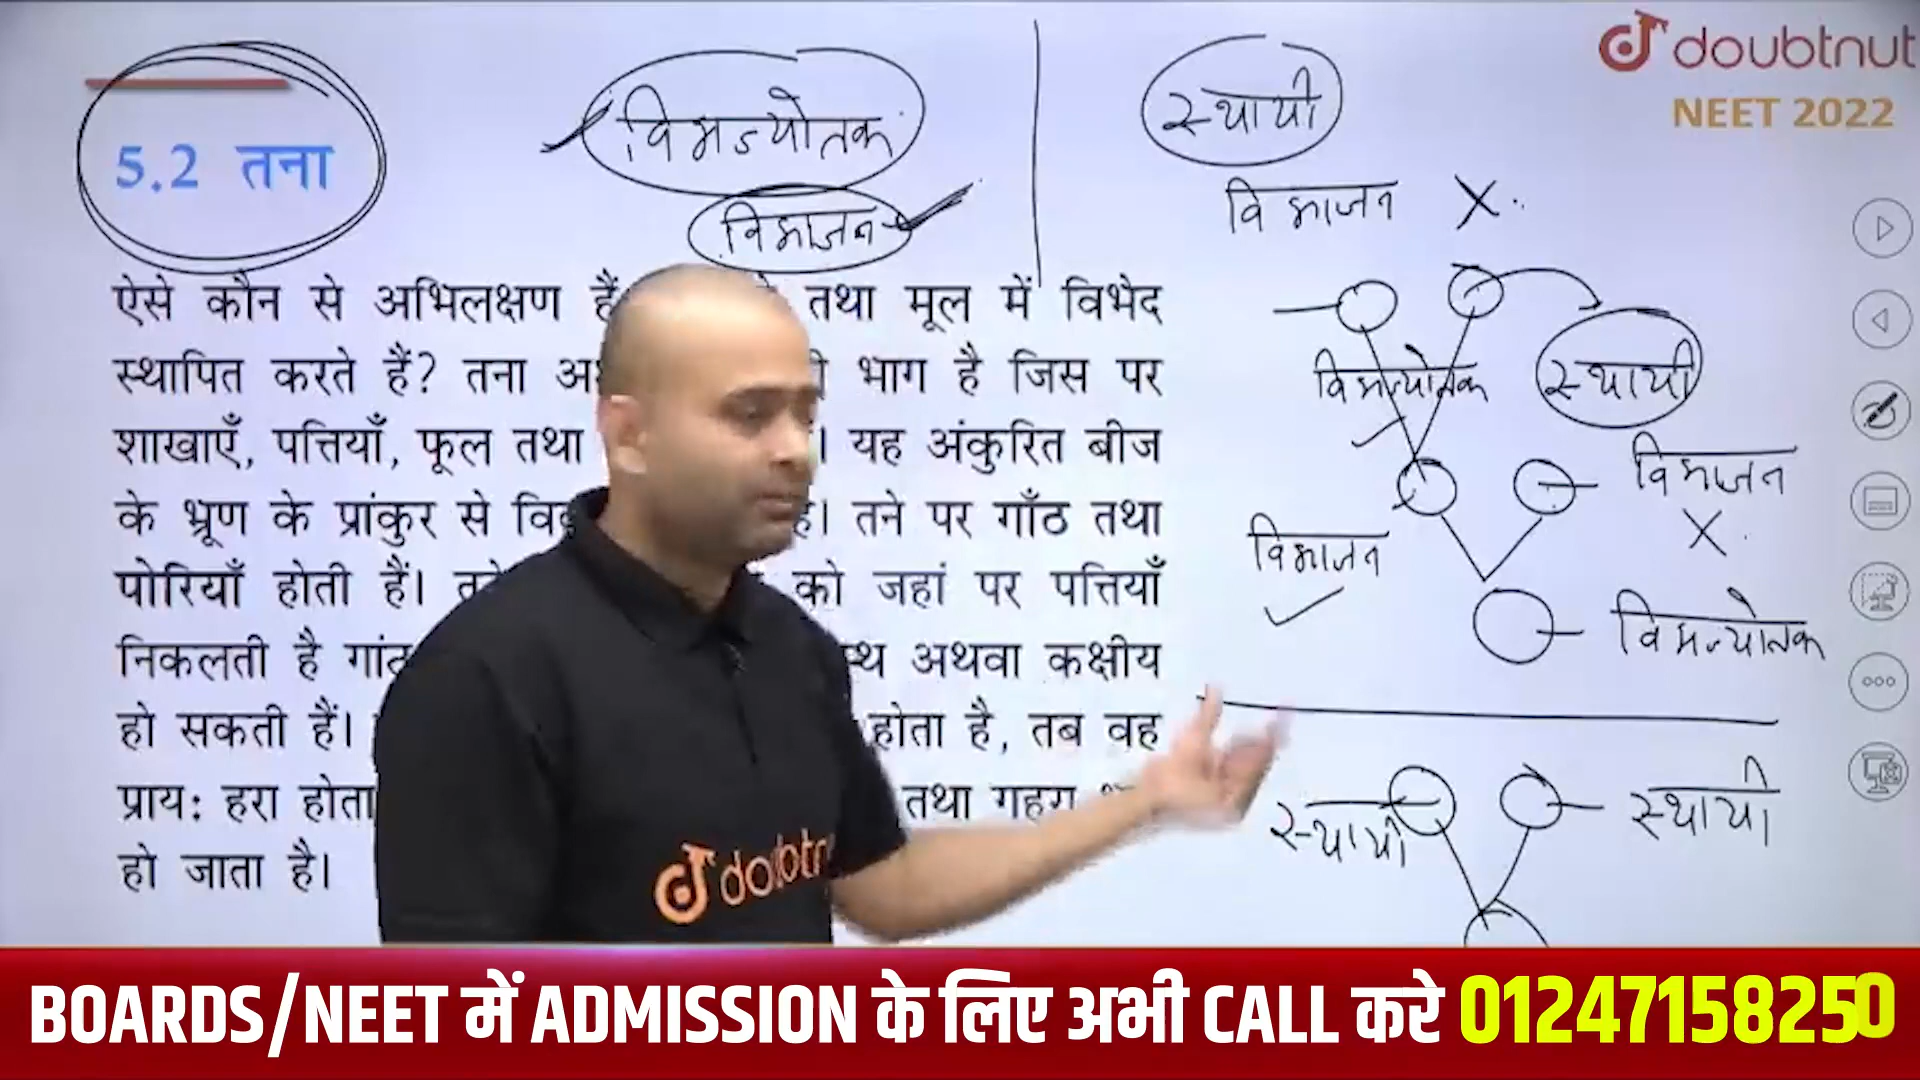 doubtnut
NEET 2022
5.2 तना
विभज्योतक
विभाजन
स्थायी
विभाजन X
ऐसे कौन से अभिलक्षण हैं तथा मूल में विभेद
स्थापित करते हैं? तना भाग है जिस पर
शाखाएँ, पत्तियाँ, फूल तथा । यह अंकुरित बीज
के भ्रूण के प्रांकुर से है। तने पर गाँठ तथा
पोरियाँ होती हैं। को जहां पर पत्तियाँ
निकलती है अथवा कक्षीय
हो सकती हैं। होता है, तब वह
प्राय: हरा होता तथा गहरा
हो जाता है।
विभज्योतक
स्थायी
विभाजन
X
विभाजन
विभज्योतक
स्थायी
स्थायी
doubtn
BOARDS/NEET में ADMISSION के लिए अभी CALL करे 01247158250